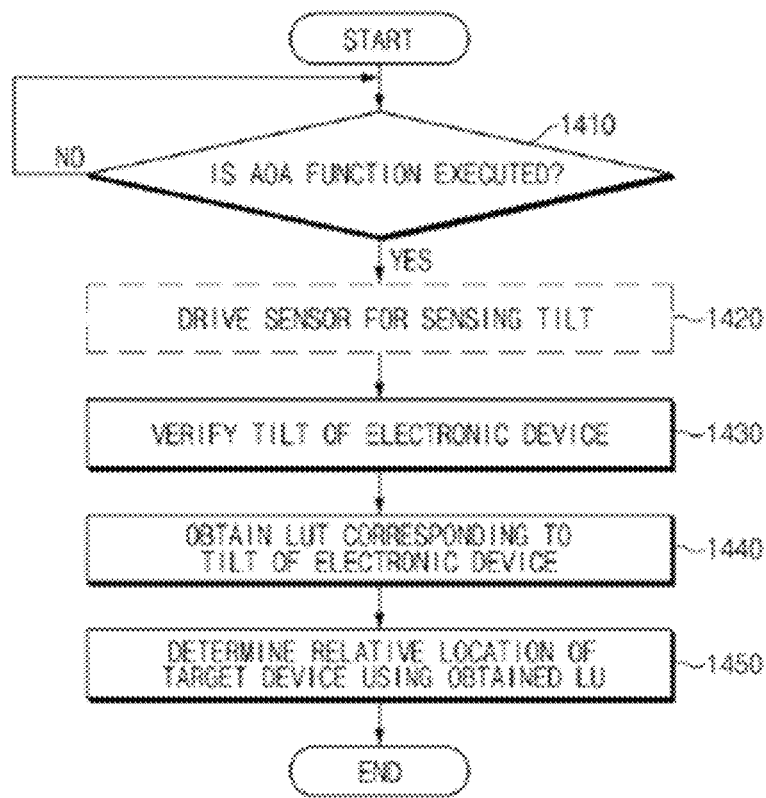 START
1410
NO
IS AOA FUNCTION EXECUTED?
YES
DRIVE SENSOR FOR SENSING TILT
1420
VERIFY TILT OF ELECTRONIC DEVICE
1430
OBTAIN LUT CORRESPONDING TO
TILT OF ELECTRONIC DEVICE
1440
DETERMINE RELATIVE LOCATION OF
TARGET DEVICE USING OBTAINED LU
1450
END